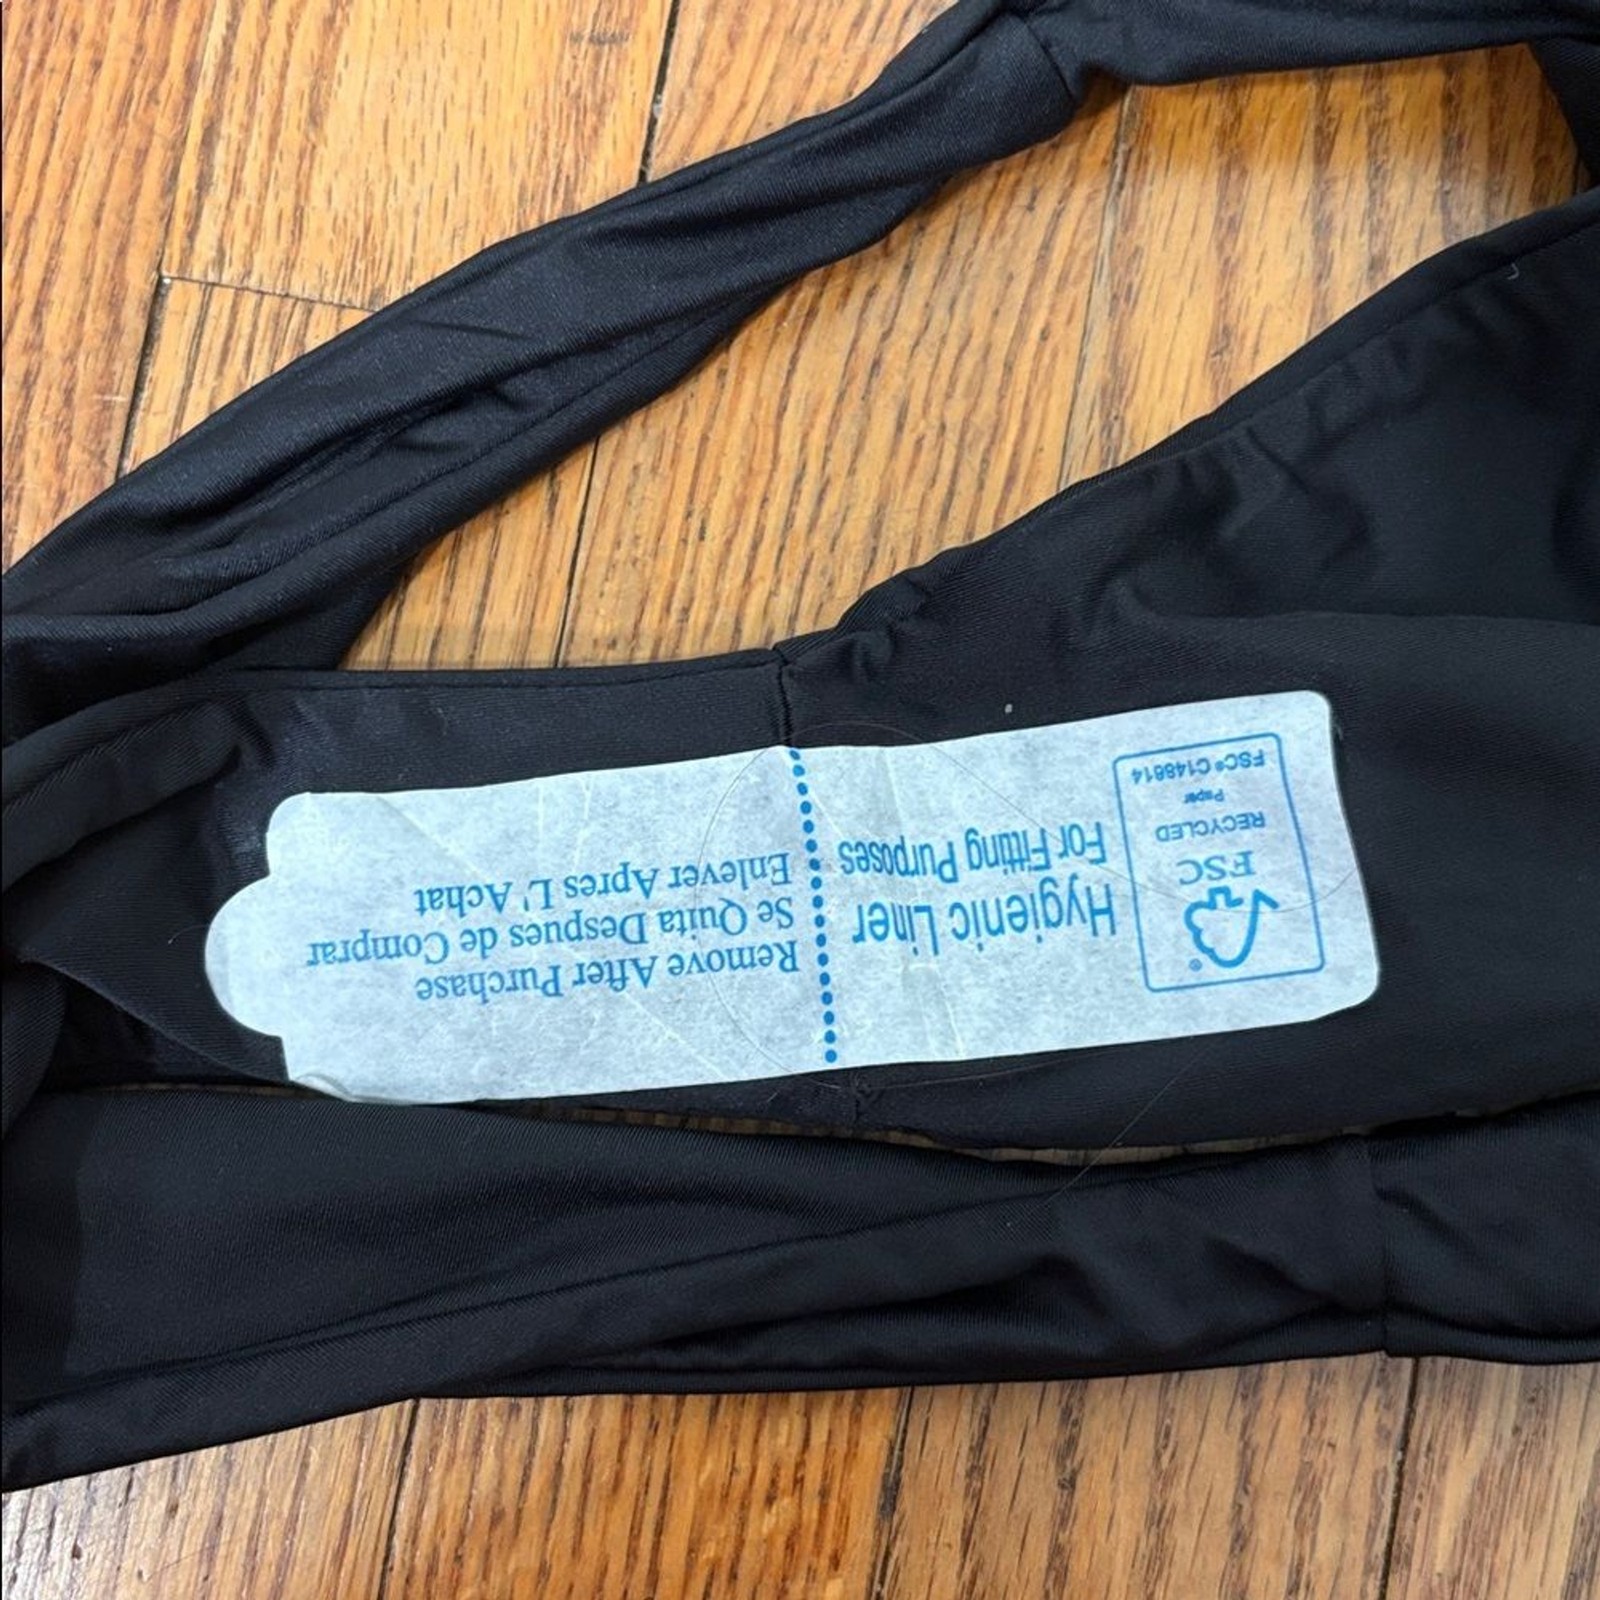 Remove After Purchase
Se Quita Despues de Comprar
Enlever Apres L' Achat
Hygienic Liner
For Fitting Purposes
®
FSC
RECYCLED
Paper
FSC® C148614